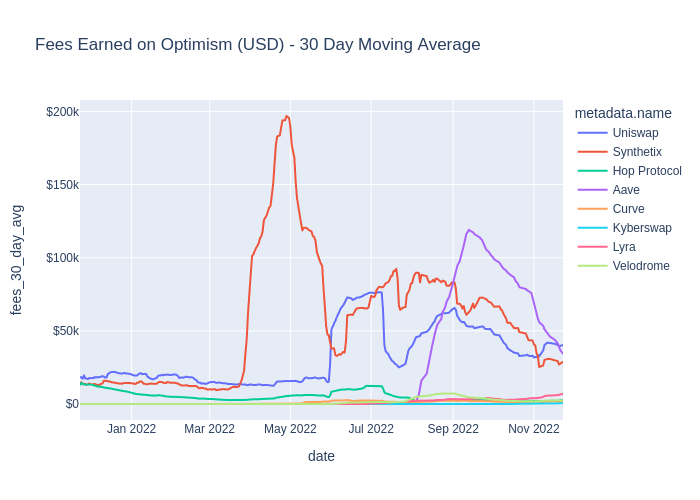 Fees Earned on Optimism (USD) - 30 Day Moving Average
fees_30_day_avg
$200k
$150k
$100k
$50k
$0
Jan 2022
Mar 2022
May 2022
Jul 2022
Sep 2022
Nov 2022
date
metadata.name
Uniswap
Synthetix
Hop Protocol
Aave
Curve
Kyberswap
Lyra
Velodrome